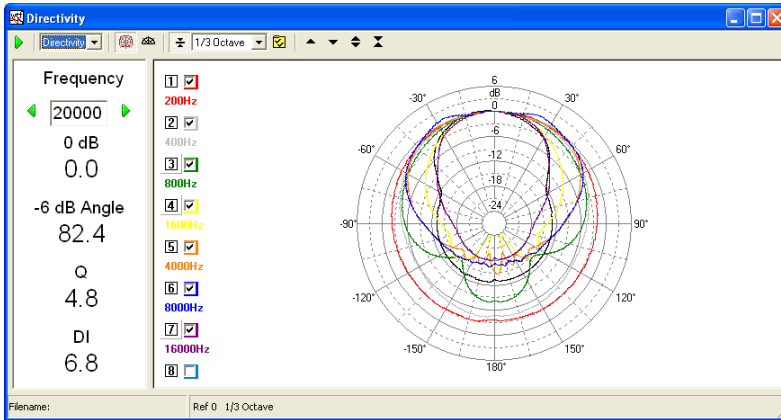 Directivity
Directivity
1/3 Octave
Frequency
20000
0 dB
0.0
-6 dB Angle
82.4
Q
4.8
DI
6.8
1
200Hz
2
400Hz
3
800Hz
4
1600Hz
5
4000Hz
6
8000Hz
7
16000Hz
8
6
dB
0
-6
-12
-18
-24
-30°
30°
-60°
60°
-90°
90°
-120°
120°
-150°
150°
180°
Filename:
Ref 0 1/3 Octave